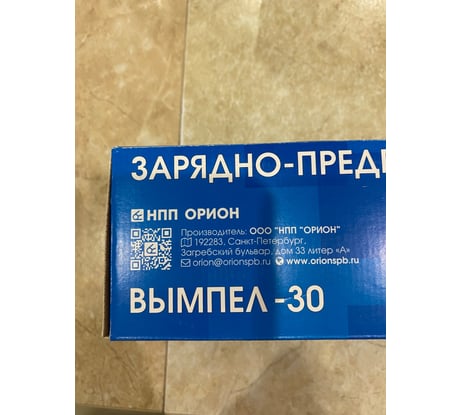 ЗАРЯДНО-ПРЕД
НПП ОРИОН
Производитель: ООО "НПП "ОРИОН"
192283, Санкт-Петербург,
Загребский бульвар, дом 33 литер «А»
orion@orionspb.ru www.orionspb.ru
ВЫМПЕЛ-30